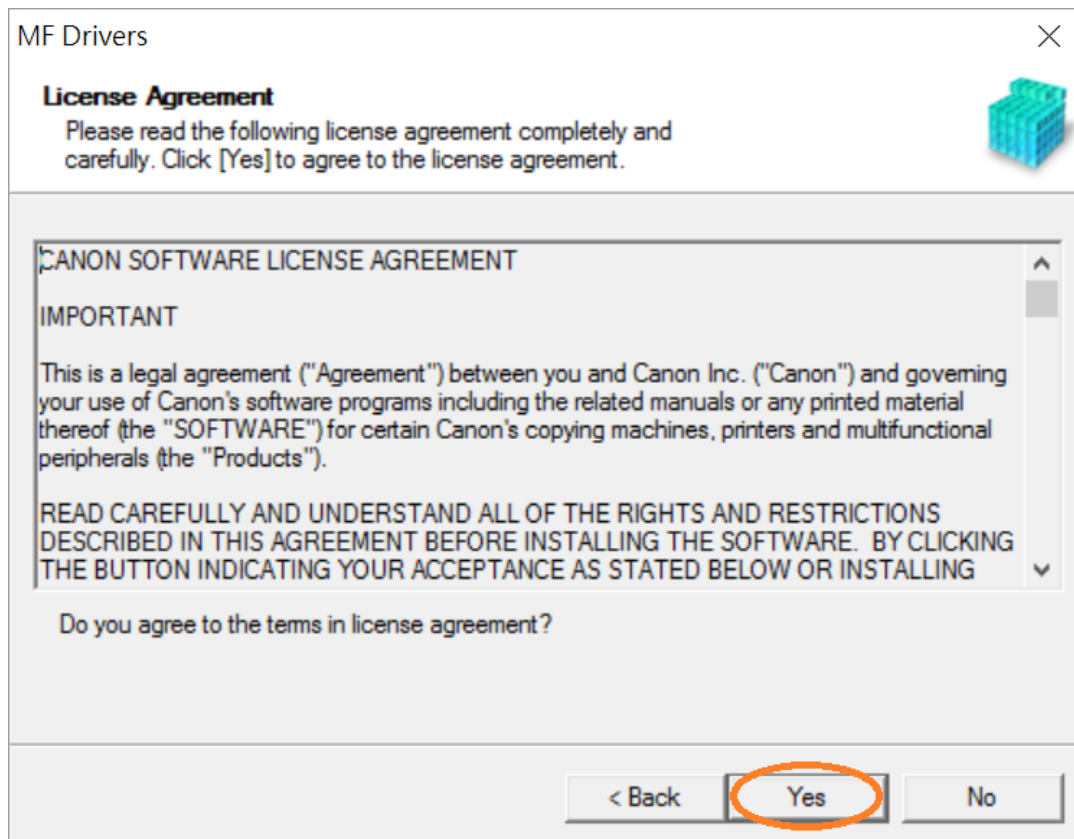 MF Drivers
License Agreement
Please read the following license agreement completely and
carefully. Click [Yes] to agree to the license agreement.
CANON SOFTWARE LICENSE AGREEMENT
IMPORTANT
This is a legal agreement ("Agreement") between you and Canon Inc. ("Canon") and governing
your use of Canon's software programs including the related manuals or any printed material
thereof (the "SOFTWARE") for certain Canon's copying machines, printers and multifunctional
peripherals (the "Products").
READ CAREFULLY AND UNDERSTAND ALL OF THE RIGHTS AND RESTRICTIONS
DESCRIBED IN THIS AGREEMENT BEFORE INSTALLING THE SOFTWARE.  BY CLICKING
THE BUTTON INDICATING YOUR ACCEPTANCE AS STATED BELOW OR INSTALLING
Do you agree to the terms in license agreement?
< Back
Yes
No